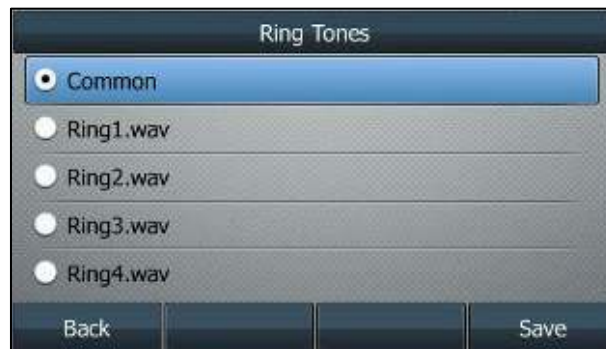 Ring Tones
Common
Ring1.wav
Ring2.wav
Ring3.wav
Ring4.wav
Back Save